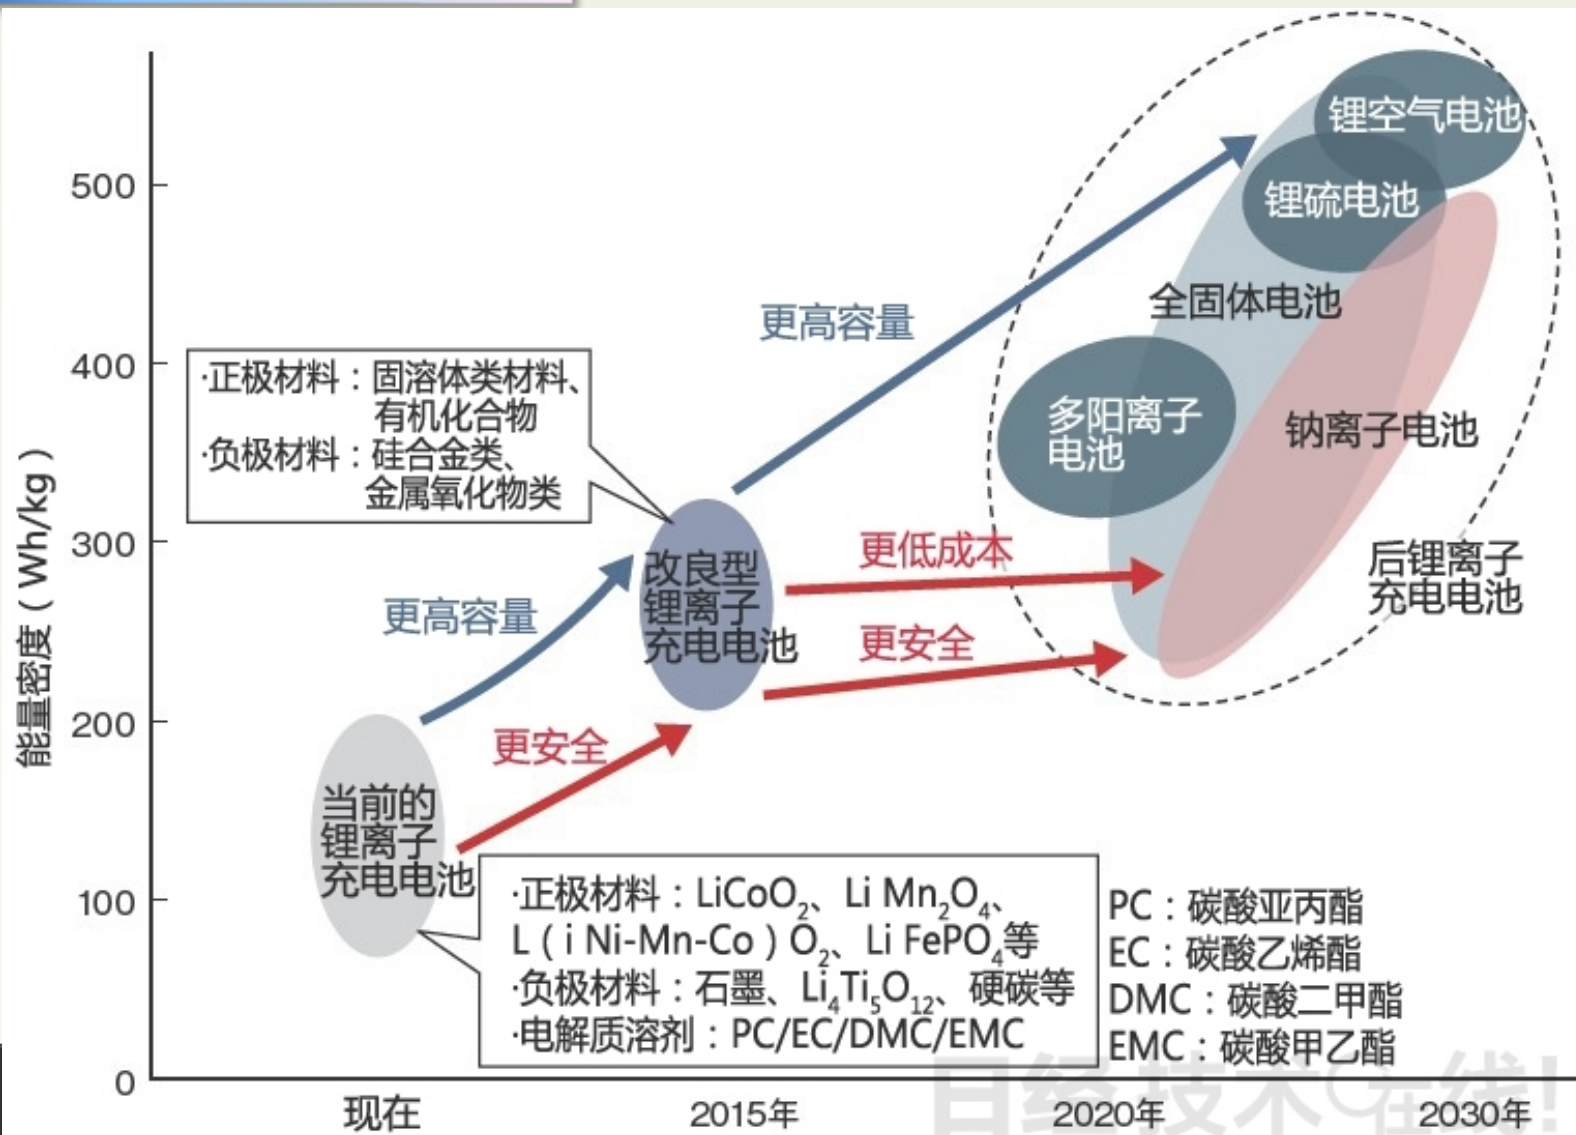 能量密度（Wh/kg）
500
400
300
200
100
0
现在
2015年
2020年
2030年
·正极材料：固溶体类材料、
有机化合物
·负极材料：硅合金类、
金属氧化物类
更高容量
更高容量
更安全
更低成本
更安全
当前的
锂离子
充电电池
改良型
锂离子
充电电池
锂空气电池
锂硫电池
全固体电池
多阳离子
电池
钠离子电池
后锂离子
充电电池
·正极材料：LiCoO₂、Li Mn₂O₄、
L（i Ni-Mn-Co）O₂、Li FePO₄等
·负极材料：石墨、Li₄Ti₅O₁₂、硬碳等
·电解质溶剂：PC/EC/DMC/EMC
PC：碳酸亚丙酯
EC：碳酸乙烯酯
DMC：碳酸二甲酯
EMC：碳酸甲乙酯
日经技术在线!